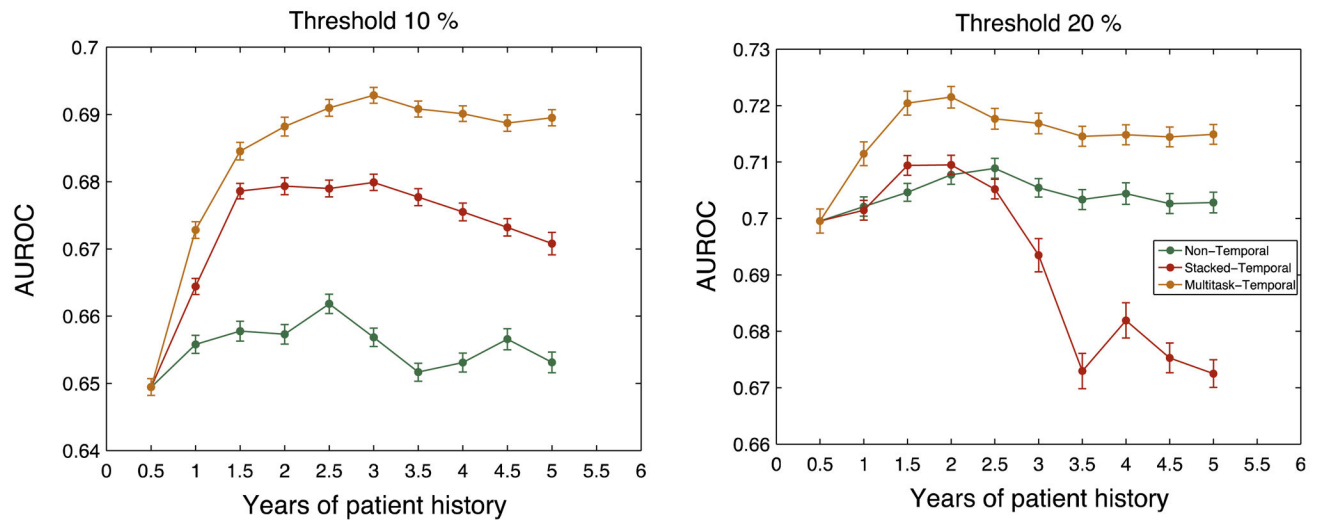 Threshold 10 %
0.7
0.69
0.68
0.67
0.66
0.65
0.64
AUROC
0 0.5 1 1.5 2 2.5 3 3.5 4 4.5 5 5.5 6
Years of patient history
Threshold 20 %
0.73
0.72
0.71
0.7
0.69
0.68
0.67
0.66
AUROC
Non-Temporal
Stacked-Temporal
Multitask-Temporal
0 0.5 1 1.5 2 2.5 3 3.5 4 4.5 5 5.5 6
Years of patient history